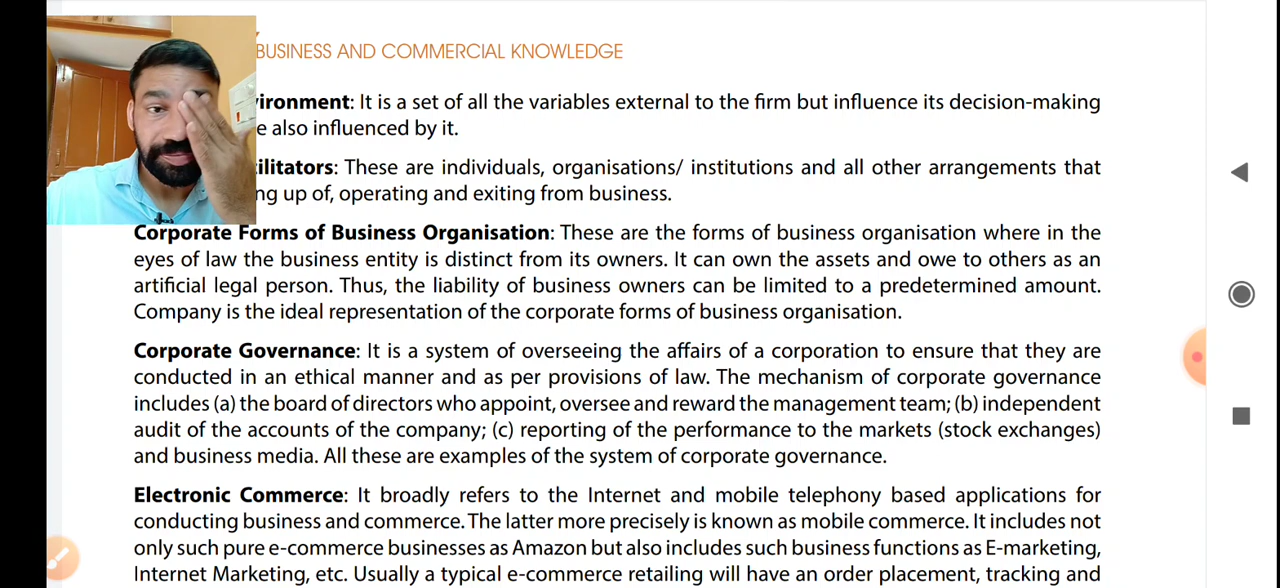 BUSINESS AND COMMERCIAL KNOWLEDGE
vironment: It is a set of all the variables external to the firm but influence its decision-making
e also influenced by it.
cilitators: These are individuals, organisations/ institutions and all other arrangements that
ng up of, operating and exiting from business.
Corporate Forms of Business Organisation: These are the forms of business organisation where in the
eyes of law the business entity is distinct from its owners. It can own the assets and owe to others as an
artificial legal person. Thus, the liability of business owners can be limited to a predetermined amount.
Company is the ideal representation of the corporate forms of business organisation.
Corporate Governance: It is a system of overseeing the affairs of a corporation to ensure that they are
conducted in an ethical manner and as per provisions of law. The mechanism of corporate governance
includes (a) the board of directors who appoint, oversee and reward the management team; (b) independent
audit of the accounts of the company; (c) reporting of the performance to the markets (stock exchanges)
and business media. All these are examples of the system of corporate governance.
Electronic Commerce: It broadly refers to the Internet and mobile telephony based applications for
conducting business and commerce. The latter more precisely is known as mobile commerce. It includes not
only such pure e-commerce businesses as Amazon but also includes such business functions as E-marketing,
Internet Marketing, etc. Usually a typical e-commerce retailing will have an order placement, tracking and